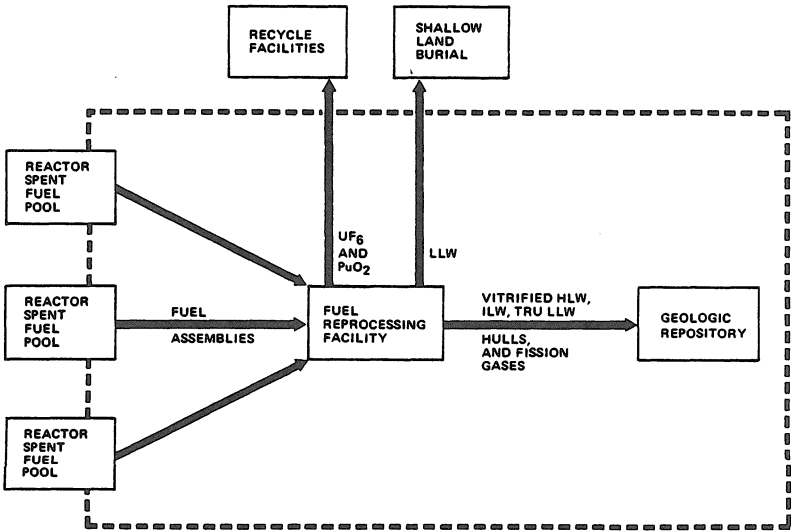 RECYCLE
FACILITIES
SHALLOW
LAND
BURIAL
REACTOR
SPENT
FUEL
POOL
UF6
AND
PuO2
LLW
REACTOR
SPENT
FUEL
POOL
FUEL
ASSEMBLIES
FUEL
REPROCESSING
FACILITY
VITRIFIED HLW,
ILW, TRU LLW
HULLS,
AND FISSION
GASES
GEOLOGIC
REPOSITORY
REACTOR
SPENT
FUEL
POOL